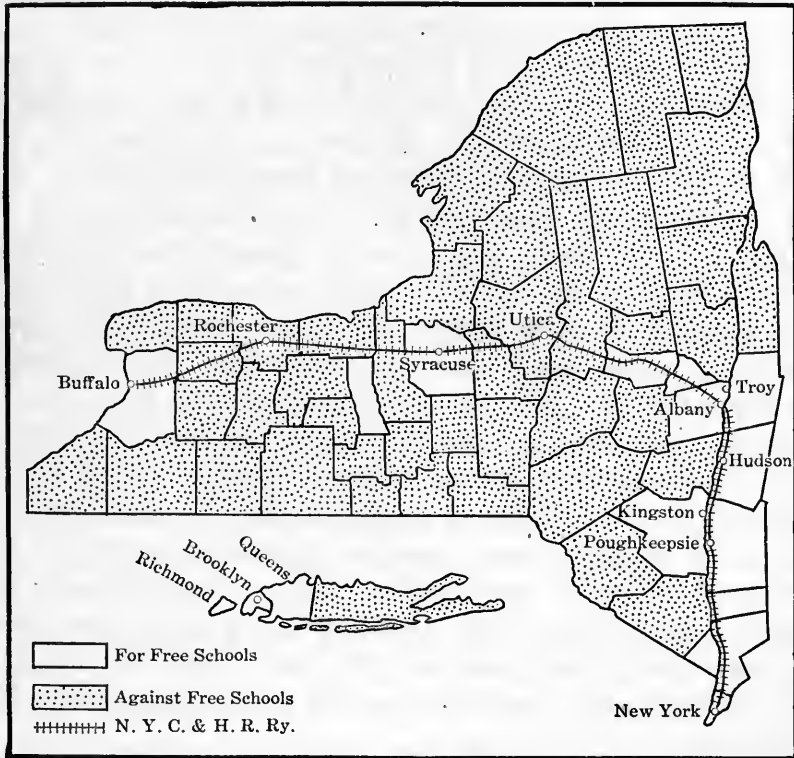 Rochester
Utica
Buffalo
Syracuse
Troy
Albany
Hudson
Kingston
Poughkeepsie
Queens
Brooklyn
Richmond
For Free Schools
Against Free Schools
N. Y. C. & H. R. Ry.
New York